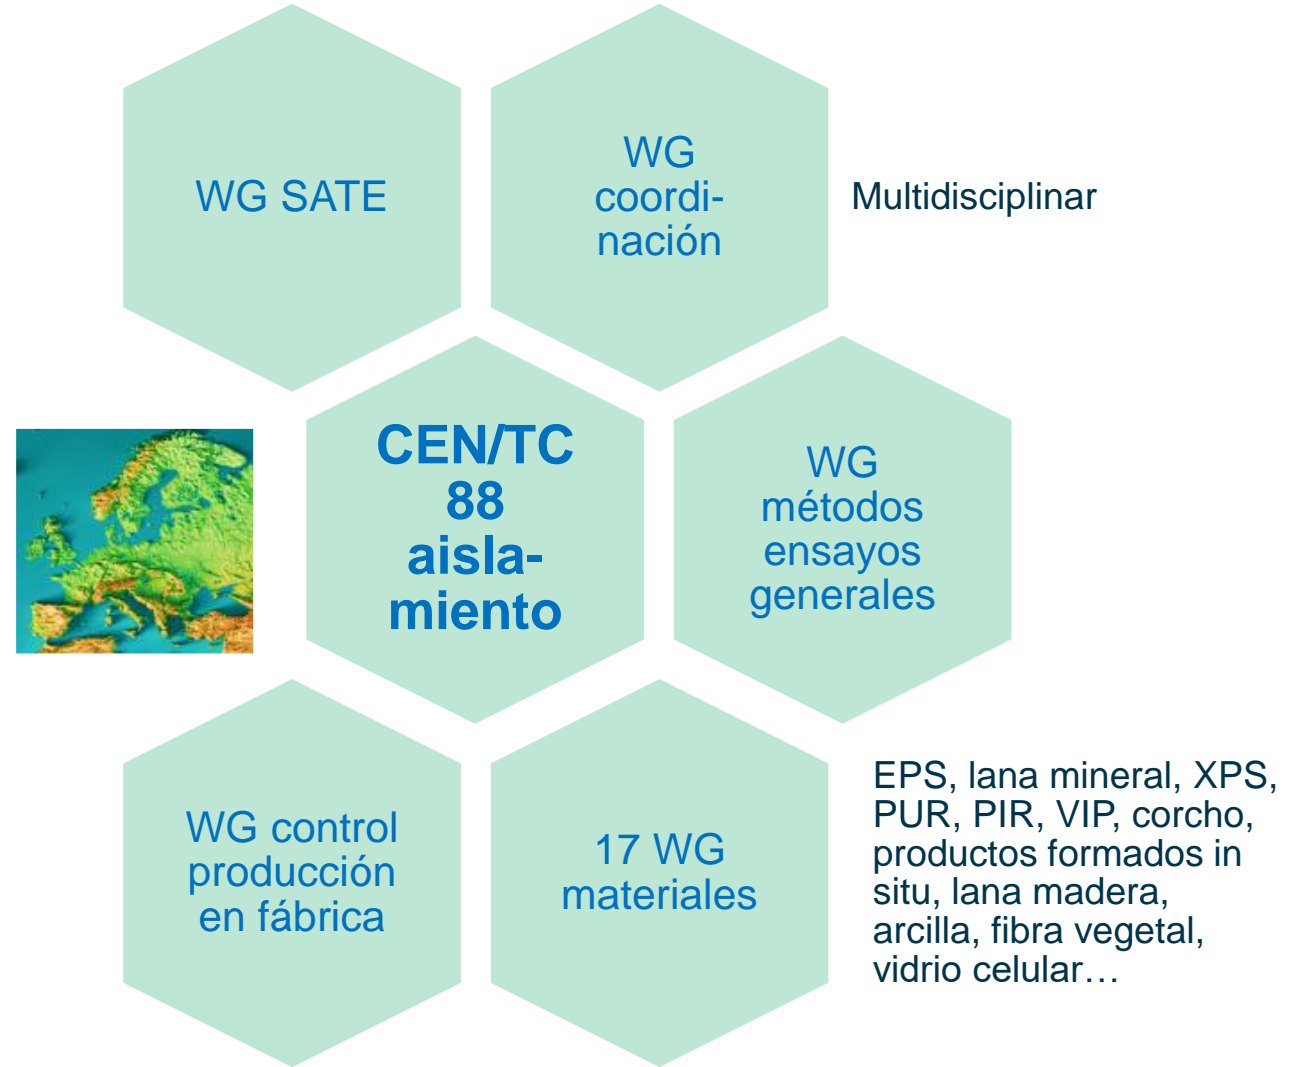 WG SATE
WG
coordi-
nación
Multidisciplinar
CEN/TC
88
aisla-
miento
WG
métodos
ensayos
generales
WG control
producción
en fábrica
17 WG
materiales
EPS, lana mineral, XPS,
PUR, PIR, VIP, corcho,
productos formados in
situ, lana madera,
arcilla, fibra vegetal,
vidrio celular…